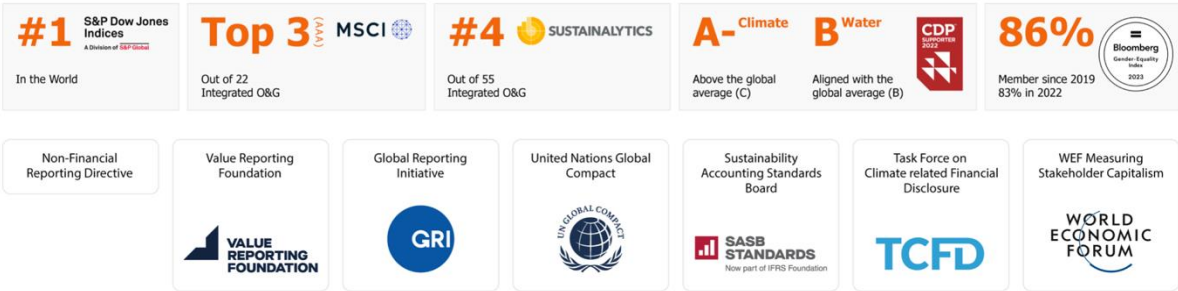 #1
S&P Dow Jones
Indices
A Division of S&P Global
In the World
Top 3
(AAA)
MSCI
Out of 22
Integrated O&G
#4
SUSTAINALYTICS
Out of 55
Integrated O&G
A- Climate
Above the global
average (C)
B Water
Aligned with the
global average (B)
CDP
SUPPORTER
2022
86%
Member since 2019
83% in 2022
Bloomberg
Gender-Equality
Index
2023
Non-Financial
Reporting Directive
Value Reporting
Foundation
VALUE
REPORTING
FOUNDATION
Global Reporting
Initiative
GRI
United Nations Global
Compact
UN GLOBAL COMPACT
Sustainability
Accounting Standards
Board
SASB
STANDARDS
Now part of IFRS Foundation
Task Force on
Climate related Financial
Disclosure
TCFD
WEF Measuring
Stakeholder Capitalism
WORLD
ECONOMIC
FORUM